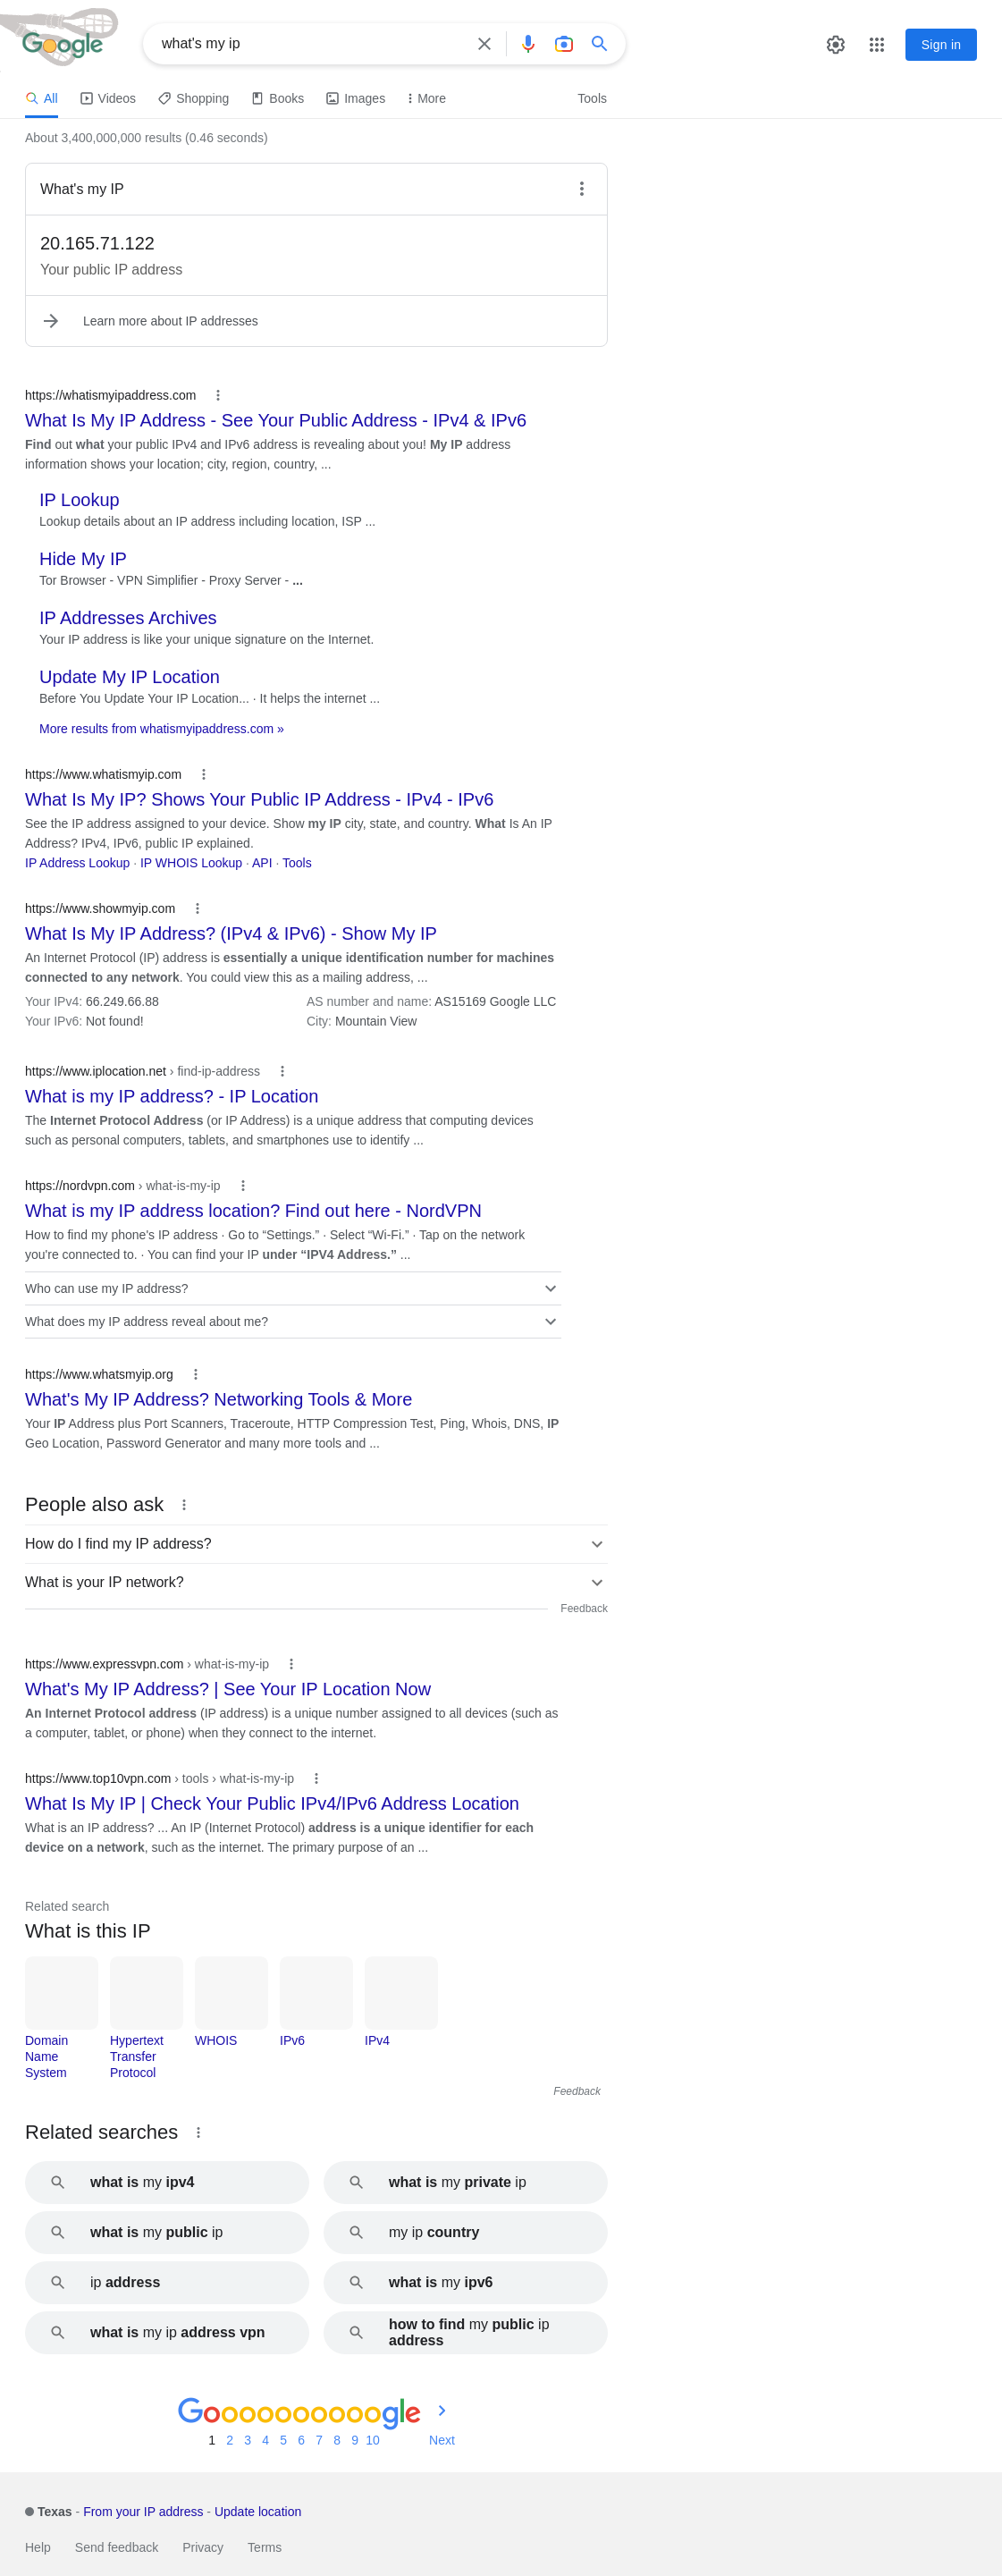 Google
what's my ip
Sign in
All Videos Shopping Books Images More Tools
About 3,400,000,000 results (0.46 seconds)
What's my IP
20.165.71.122
Your public IP address
Learn more about IP addresses
https://whatismyipaddress.com
What Is My IP Address - See Your Public Address - IPv4 & IPv6
Find out what your public IPv4 and IPv6 address is revealing about you! My IP address
information shows your location; city, region, country, ...
IP Lookup
Lookup details about an IP address including location, ISP ...
Hide My IP
Tor Browser - VPN Simplifier - Proxy Server - ...
IP Addresses Archives
Your IP address is like your unique signature on the Internet.
Update My IP Location
Before You Update Your IP Location... · It helps the internet ...
More results from whatismyipaddress.com »
https://www.whatismyip.com
What Is My IP? Shows Your Public IP Address - IPv4 - IPv6
See the IP address assigned to your device. Show my IP city, state, and country. What Is An IP
Address? IPv4, IPv6, public IP explained.
IP Address Lookup · IP WHOIS Lookup · API · Tools
https://www.showmyip.com
What Is My IP Address? (IPv4 & IPv6) - Show My IP
An Internet Protocol (IP) address is essentially a unique identification number for machines
connected to any network. You could view this as a mailing address, ...
Your IPv4: 66.249.66.88 AS number and name: AS15169 Google LLC
Your IPv6: Not found! City: Mountain View
https://www.iplocation.net › find-ip-address
What is my IP address? - IP Location
The Internet Protocol Address (or IP Address) is a unique address that computing devices
such as personal computers, tablets, and smartphones use to identify ...
https://nordvpn.com › what-is-my-ip
What is my IP address location? Find out here - NordVPN
How to find my phone's IP address · Go to “Settings.” · Select “Wi-Fi.” · Tap on the network
you're connected to. · You can find your IP under “IPV4 Address.” ...
Who can use my IP address?
What does my IP address reveal about me?
https://www.whatsmyip.org
What's My IP Address? Networking Tools & More
Your IP Address plus Port Scanners, Traceroute, HTTP Compression Test, Ping, Whois, DNS, IP
Geo Location, Password Generator and many more tools and ...
People also ask
How do I find my IP address?
What is your IP network?
Feedback
https://www.expressvpn.com › what-is-my-ip
What's My IP Address? | See Your IP Location Now
An Internet Protocol address (IP address) is a unique number assigned to all devices (such as
a computer, tablet, or phone) when they connect to the internet.
https://www.top10vpn.com › tools › what-is-my-ip
What Is My IP | Check Your Public IPv4/IPv6 Address Location
What is an IP address? ... An IP (Internet Protocol) address is a unique identifier for each
device on a network, such as the internet. The primary purpose of an ...
Related search
What is this IP
Domain
Name
System
Hypertext
Transfer
Protocol
WHOIS
IPv6
IPv4
Feedback
Related searches
what is my ipv4
what is my private ip
what is my public ip
my ip country
ip address
what is my ipv6
what is my ip address vpn
how to find my public ip
address
Goooooooooogle
1 2 3 4 5 6 7 8 9 10 Next
Texas - From your IP address - Update location
Help Send feedback Privacy Terms